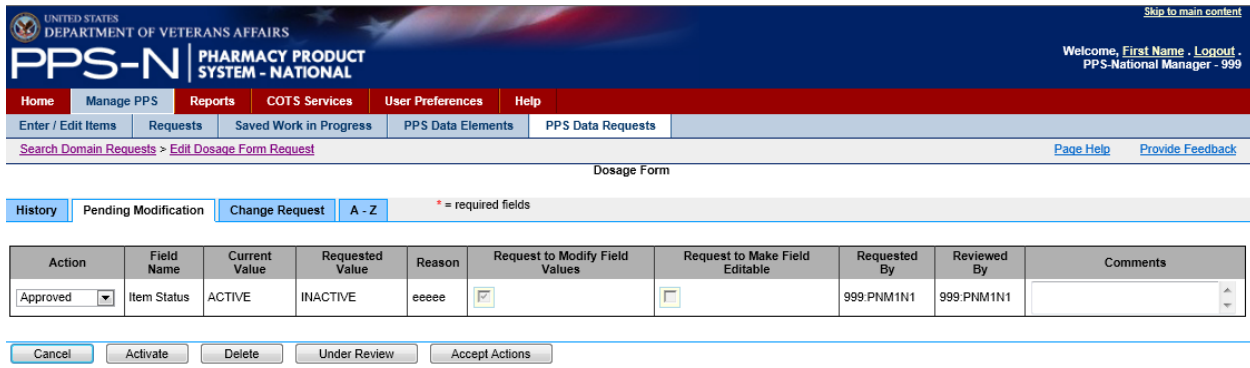 UNITED STATES
DEPARTMENT OF VETERANS AFFAIRS
PPS-N
PHARMACY PRODUCT
SYSTEM - NATIONAL
Skip to main content
Welcome, First Name . Logout .
PPS-National Manager - 999
Home Manage PPS Reports COTS Services User Preferences Help
Enter / Edit Items Requests Saved Work in Progress PPS Data Elements PPS Data Requests
Search Domain Requests > Edit Dosage Form Request Page Help Provide Feedback
Dosage Form
History Pending Modification Change Request A - Z * = required fields
Action Field Name Current Value Requested Value Reason Request to Modify Field Values Request to Make Field Editable Requested By Reviewed By Comments
Approved Item Status ACTIVE INACTIVE eeeee 999:PNM1N1 999:PNM1N1
Cancel Activate Delete Under Review Accept Actions